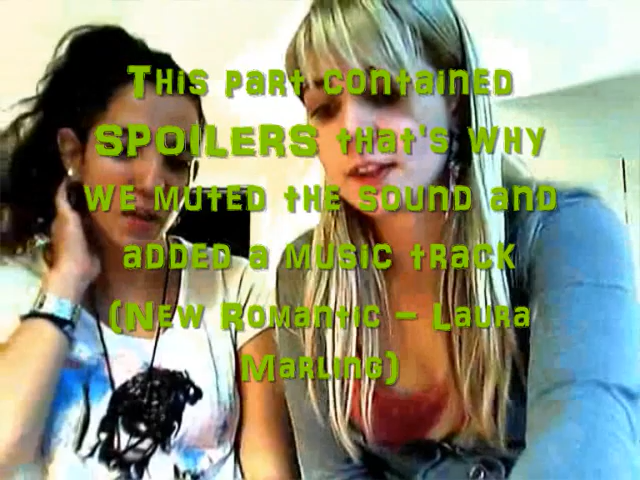 This part contained
SPOILERS that's why
we muted the sound and
added a music track
(New Romantic – Laura
Marling)